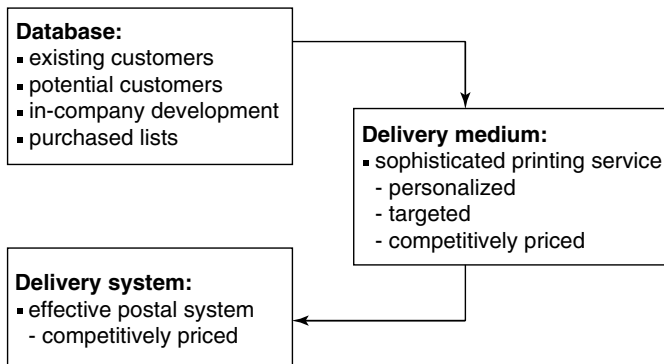 Database:
▪ existing customers
▪ potential customers
▪ in-company development
▪ purchased lists
Delivery medium:
▪ sophisticated printing service
- personalized
- targeted
- competitively priced
Delivery system:
▪ effective postal system
- competitively priced